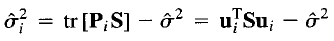 σ̂ᵢ² = tr[PᵢS] − σ̂² = uᵢᵀSuᵢ − σ̂²